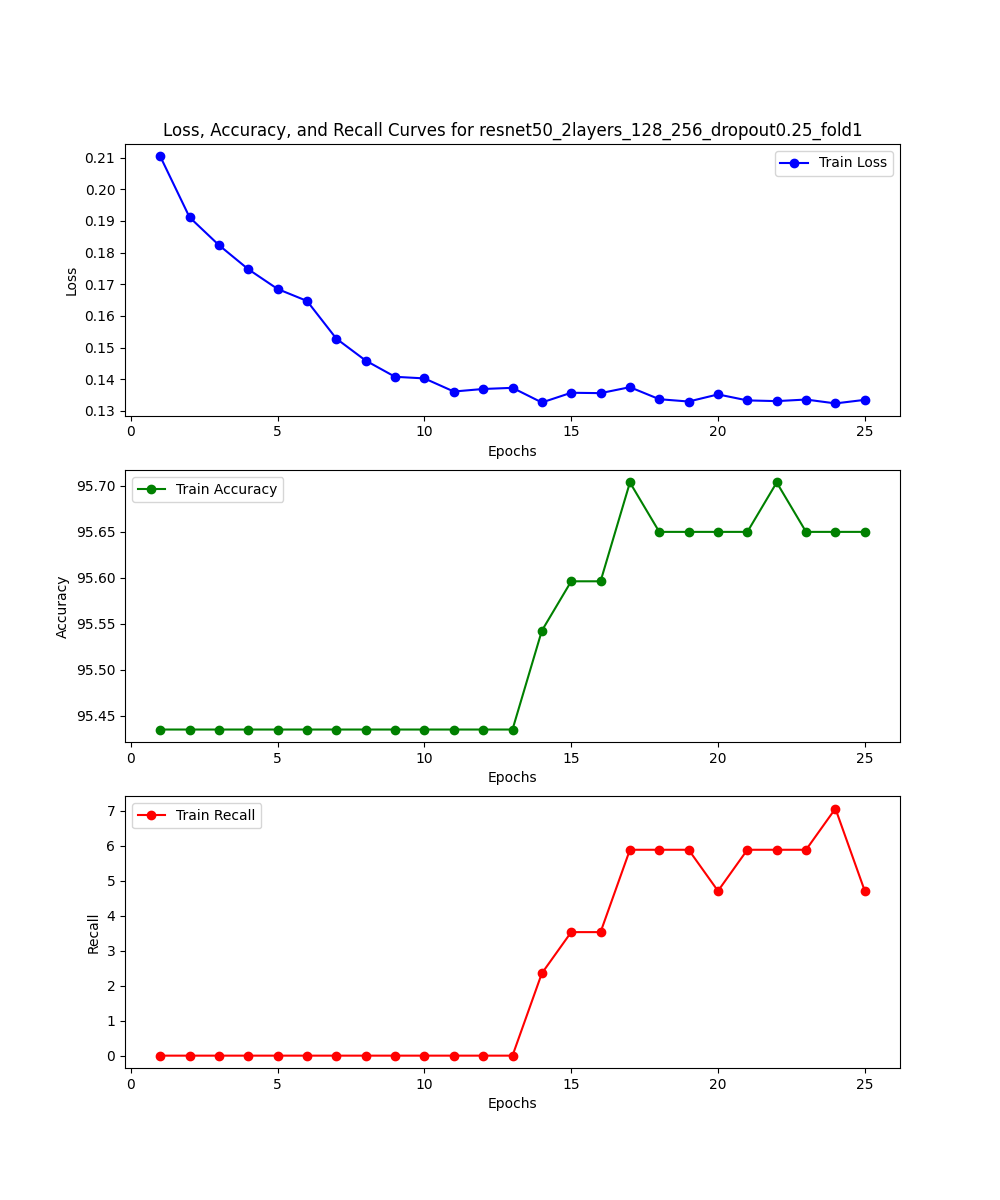 Loss, Accuracy, and Recall Curves for resnet50_2layers_128_256_dropout0.25_fold1
Train Loss
0.21
0.20
0.19
0.18
0.17
0.16
0.15
0.14
0.13
Loss
0 5 10 15 20 25
Epochs
Train Accuracy
95.70
95.65
95.60
95.55
95.50
95.45
Accuracy
0 5 10 15 20 25
Epochs
Train Recall
7
6
5
4
3
2
1
0
Recall
0 5 10 15 20 25
Epochs